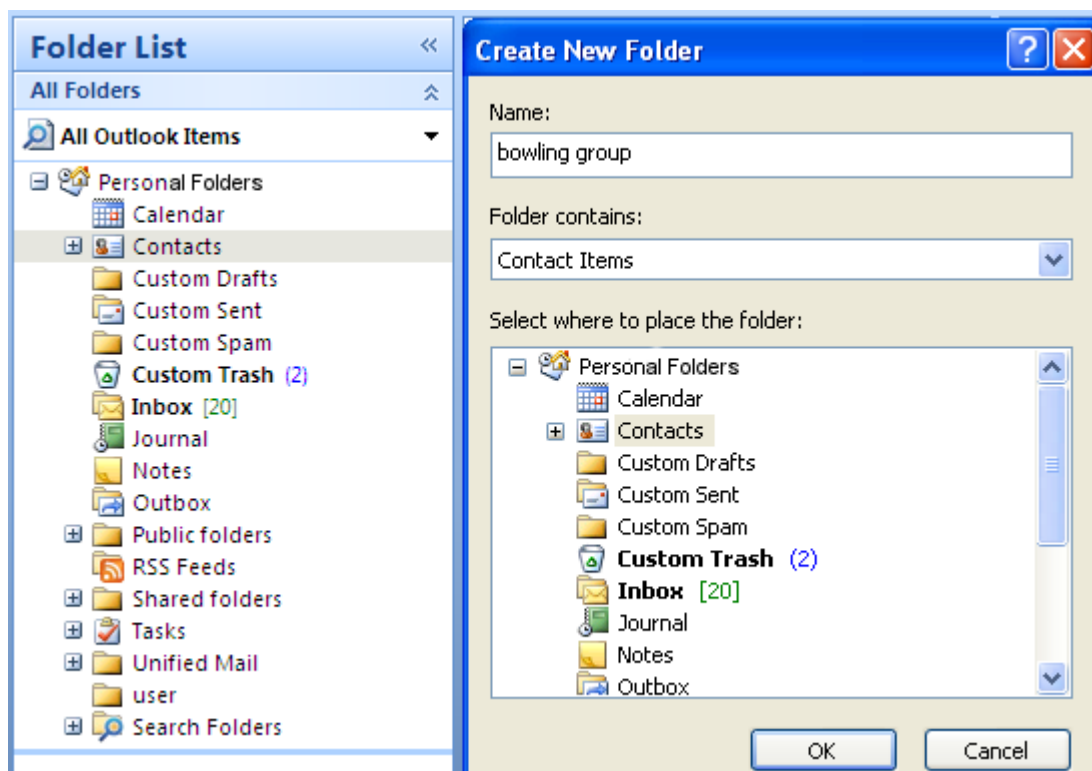 Folder List
All Folders
All Outlook Items
Personal Folders
Calendar
Contacts
Custom Drafts
Custom Sent
Custom Spam
Custom Trash (2)
Inbox [20]
Journal
Notes
Outbox
Public folders
RSS Feeds
Shared folders
Tasks
Unified Mail
user
Search Folders
Create New Folder
Name:
bowling group
Folder contains:
Contact Items
Select where to place the folder:
Personal Folders
Calendar
Contacts
Custom Drafts
Custom Sent
Custom Spam
Custom Trash (2)
Inbox [20]
Journal
Notes
Outbox
OK Cancel